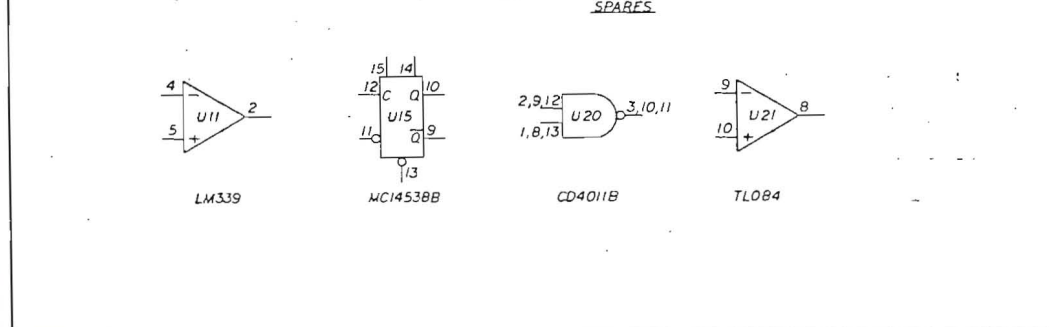 SPARES
15 14
4 2 12 C Q 10 2,9,12 3,10,11 9 8
− U11 U15 U20 − U21
5 + 11 Q̅ 9 1,8,13 10 +
13
LM339 MC14538B CD4011B TL084